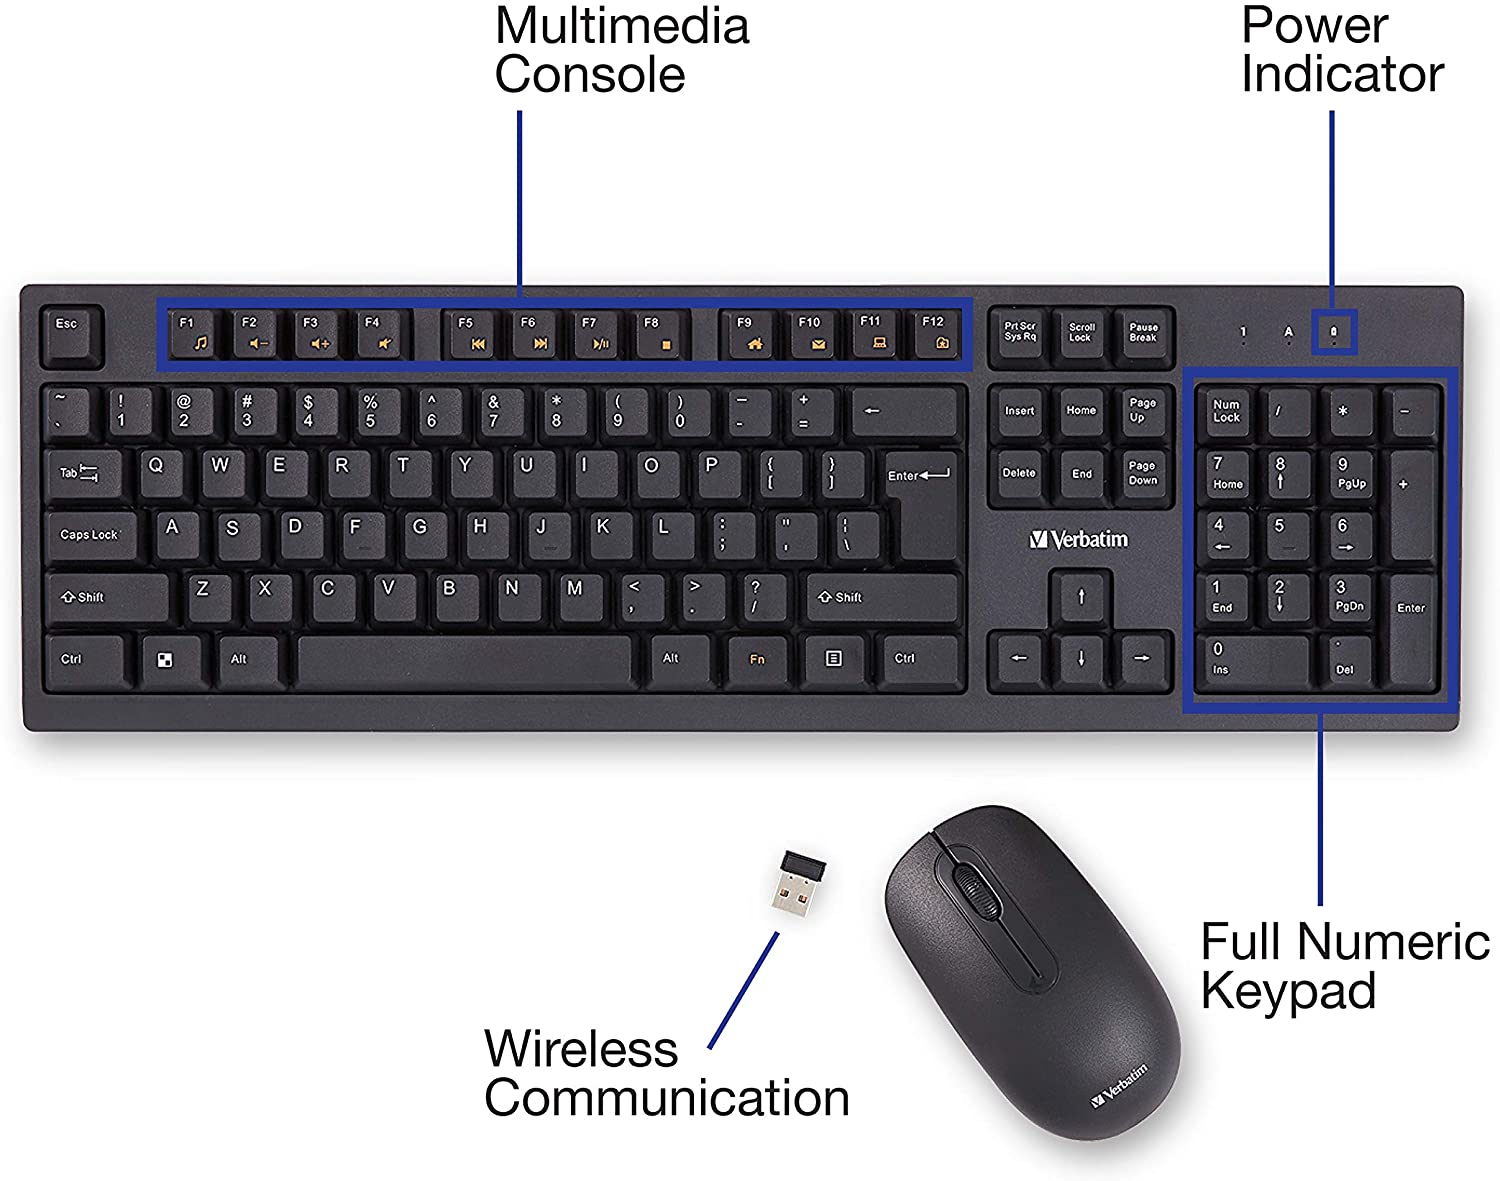 Multimedia
Console
Power
Indicator
Esc
F1 F2 F3 F4 F5 F6 F7 F8 F9 F10 F11 F12
Prt Scr
Sys Rq
Scroll
Lock
Pause
Break
1 A
~ ! @ # $ % ^ & * ( ) _ +
` 1 2 3 4 5 6 7 8 9 0 - = ←
Insert Home Page
Up
Num
Lock
/ * -
Tab Q W E R T Y U I O P { }
[ ] Enter
Delete End Page
Down
7 8 9
Home ↑ PgUp +
Caps Lock A S D F G H J K L : " ¦
; ' \
Verbatim
4 5 6
← →
Shift Z X C V B N M < > ?
, . / Shift
↑
1 2 3
End ↓ PgDn Enter
Ctrl Alt Alt Fn Ctrl
← ↓ →
0 .
Ins Del
Full Numeric
Keypad
Wireless
Communication
Verbatim